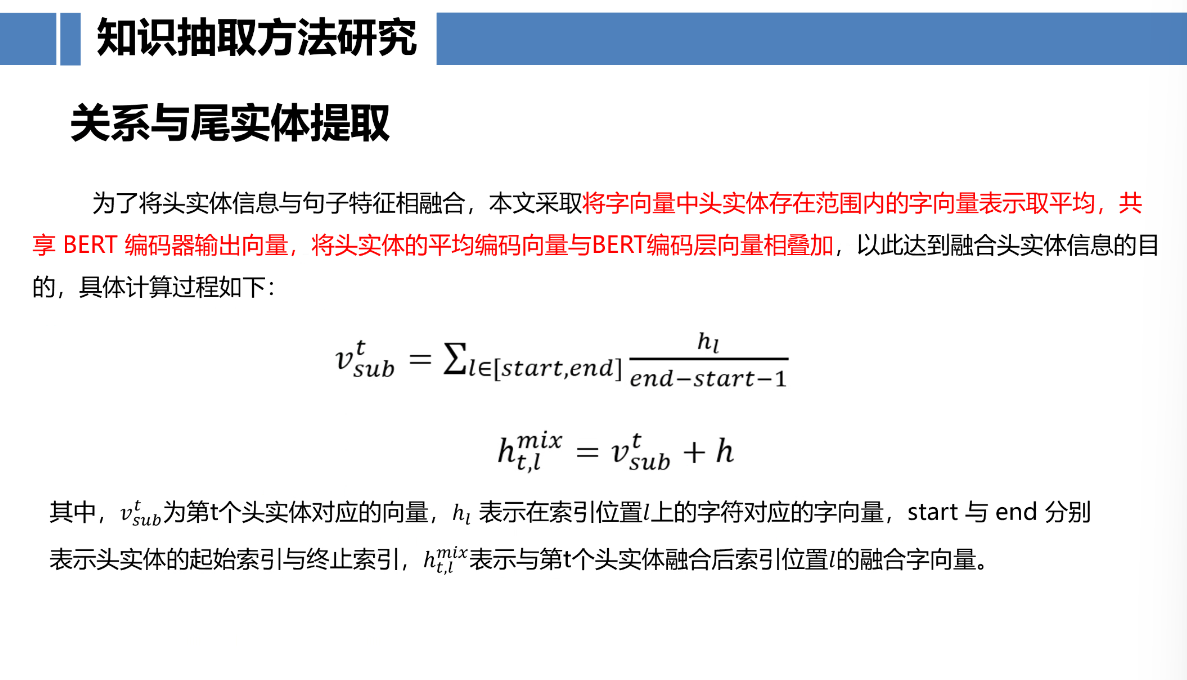 知识抽取方法研究
关系与尾实体提取
为了将头实体信息与句子特征相融合，本文采取将字向量中头实体存在范围内的字向量表示取平均，共
享 BERT 编码器输出向量，将头实体的平均编码向量与BERT编码层向量相叠加，以此达到融合头实体信息的目
的，具体计算过程如下：
$v_{sub}^{t} = \sum_{l \in [start,end]} \frac{h_l}{end-start-1}$
$h_{t,l}^{mix} = v_{sub}^{t} + h$
其中，$v_{sub}^{t}$为第t个头实体对应的向量，$h_l$ 表示在索引位置$l$上的字符对应的字向量，start 与 end 分别
表示头实体的起始索引与终止索引，$h_{t,l}^{mix}$表示与第t个头实体融合后索引位置$l$的融合字向量。